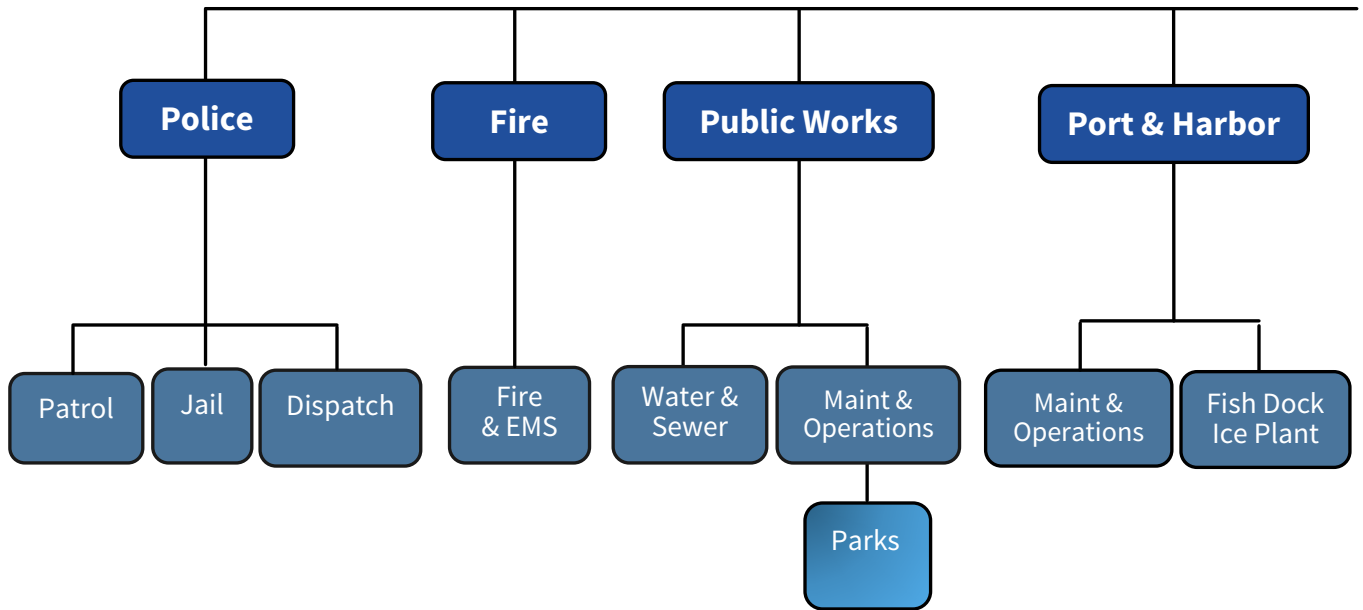 Police
Fire
Public Works
Port & Harbor
Patrol
Jail
Dispatch
Fire
& EMS
Water &
Sewer
Maint &
Operations
Maint &
Operations
Fish Dock
Ice Plant
Parks